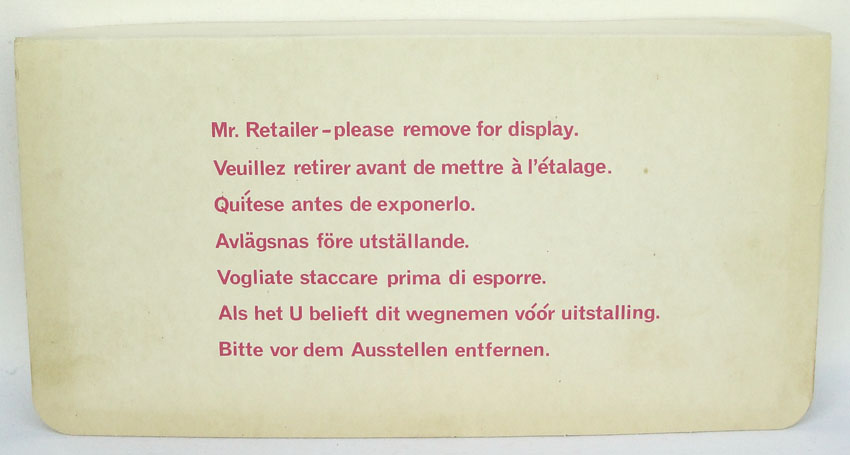 Mr. Retailer–please remove for display.
Veuillez retirer avant de mettre à l'étalage.
Quítese antes de exponerlo.
Avlägsnas före utställande.
Vogliate staccare prima di esporre.
Als het U belieft dit wegnemen vóór uitstalling.
Bitte vor dem Ausstellen entfernen.